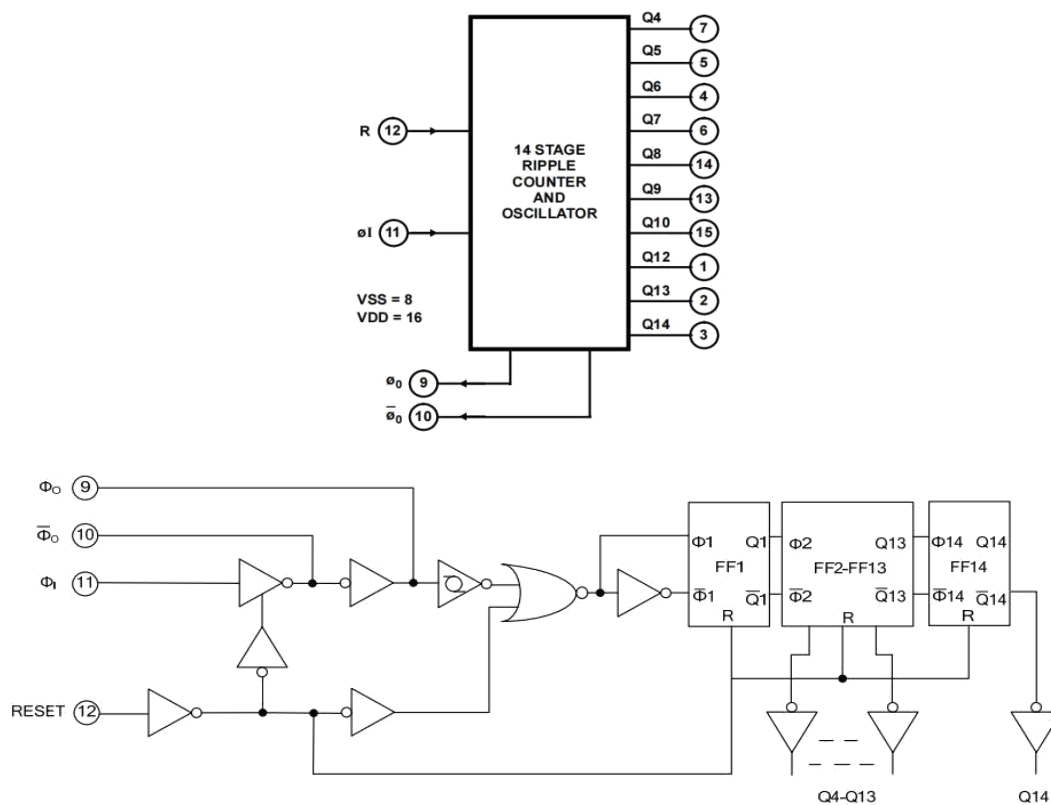 Q4 7
Q5 5
Q6 4
R 12 Q7 6
14 STAGE
RIPPLE
COUNTER
AND
OSCILLATOR
Q8 14
Q9 13
øI 11 Q10 15
Q12 1
VSS = 8
VDD = 16
Q13 2
Q14 3
ø0 9
ø̅0 10
ΦO 9
Φ̅O 10
ΦI 11
RESET 12
Φ1 Q1
FF1
Φ̅1 Q̅1
R
Φ2 Q13
FF2-FF13
Φ̅2 Q̅13
R
Φ14 Q14
FF14
Φ̅14 Q̅14
R
Q4-Q13
Q14